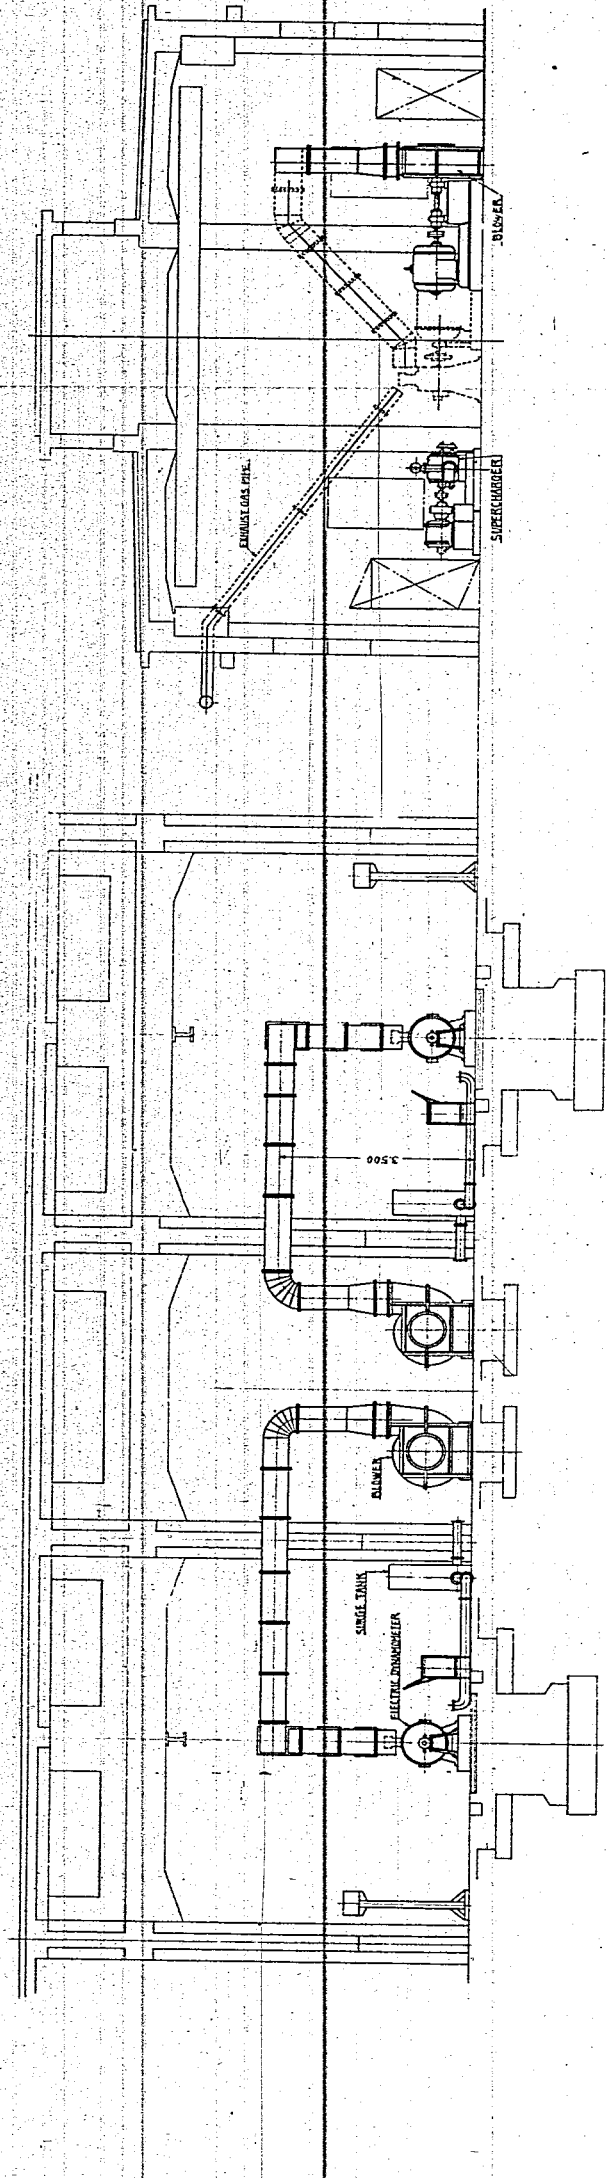 BLOWER
EXHAUST GAS PIPE
SUPERCHARGER
3.500
BLOWER
SURGE TANK
ELECTRIC DYNAMOMETER